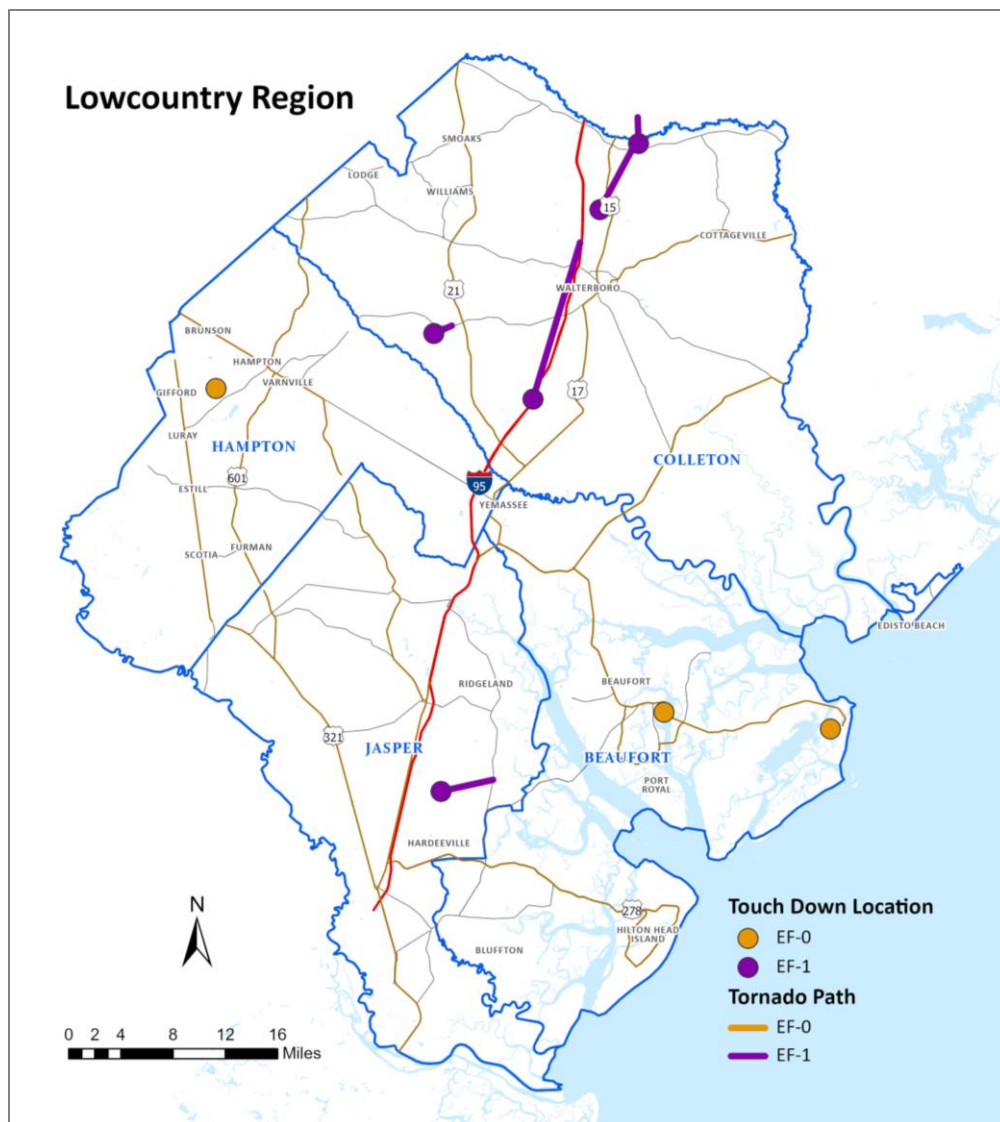 Lowcountry Region
SMOAKS
LODGE
WILLIAMS
15
COTTAGEVILLE
WALTERBORO
21
BRUNSON
HAMPTON
VARNVILLE
GIFFORD
17
LURAY
HAMPTON
COLLETON
601
95
ESTILL
YEMASSEE
FURMAN
SCOTIA
EDISTO BEACH
RIDGELAND
BEAUFORT
321
JASPER
BEAUFORT
PORT
ROYAL
HARDEEVILLE
278
HILTON HEAD
ISLAND
BLUFFTON
N
0 2 4 8 12 16
Miles
Touch Down Location
EF-0
EF-1
Tornado Path
EF-0
EF-1